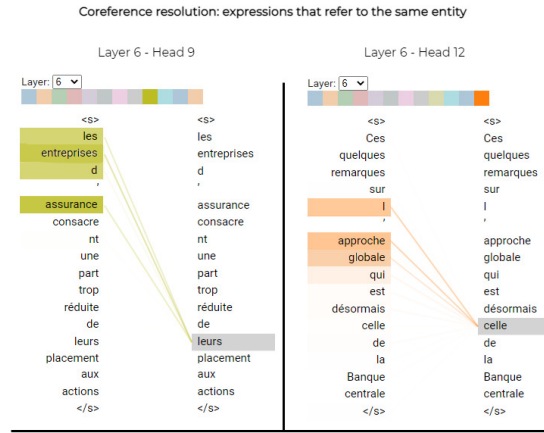 Coreference resolution: expressions that refer to the same entity
Layer 6 - Head 9
Layer: 6
<s> <s>
les les
entreprises entreprises
d d
' '
assurance assurance
consacre consacre
nt nt
une une
part part
trop trop
réduite réduite
de de
leurs leurs
placement placement
aux aux
actions actions
</s> </s>
Layer 6 - Head 12
Layer: 6
<s> <s>
Ces Ces
quelques quelques
remarques remarques
sur sur
l l
' '
approche approche
globale globale
qui qui
est est
désormais désormais
celle celle
de de
la la
Banque Banque
centrale centrale
</s> </s>